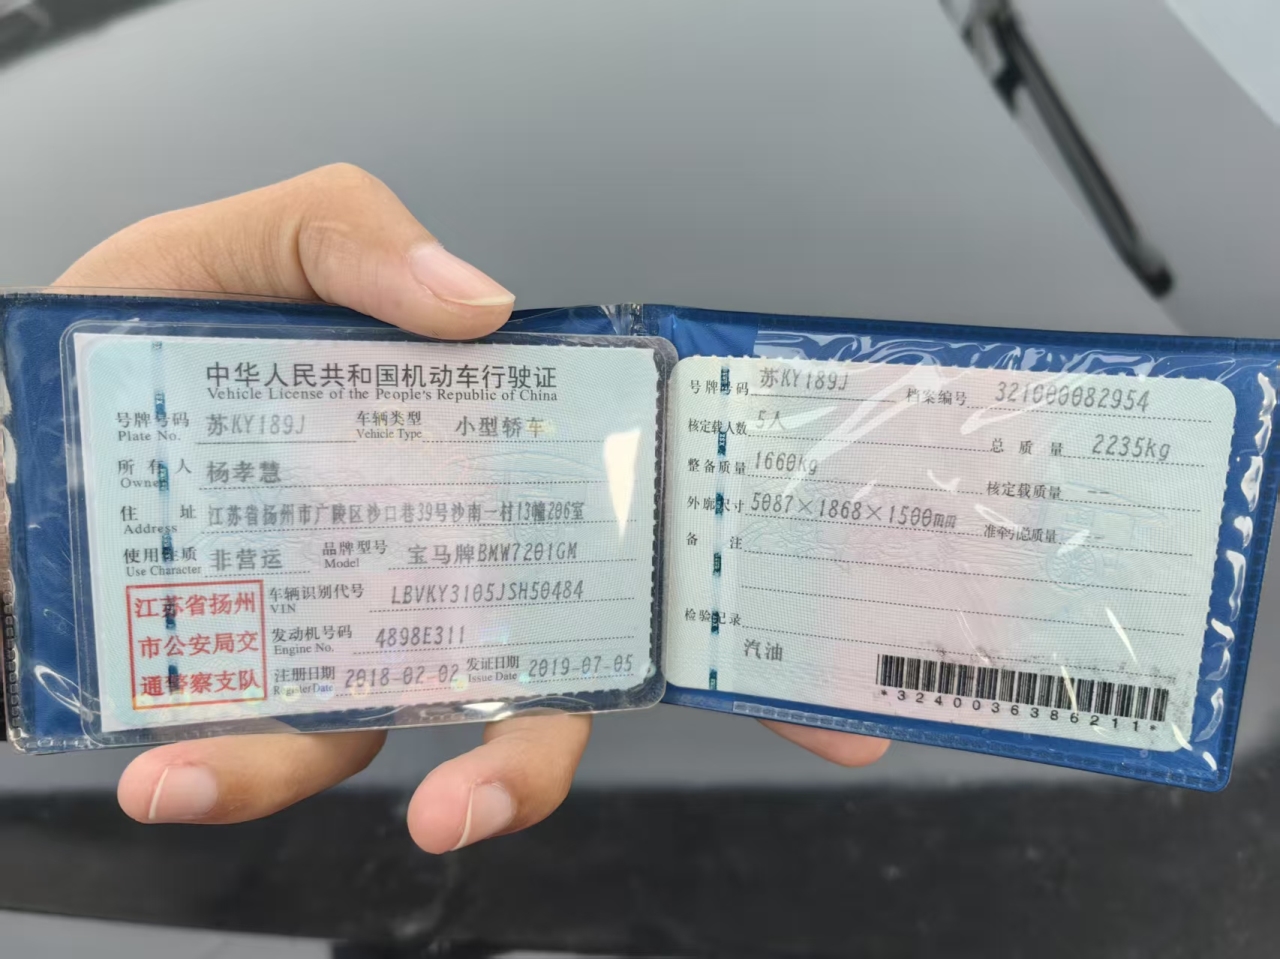 中华人民共和国机动车行驶证
Vehicle License of the People's Republic of China
号牌号码 苏KY189J 车辆类型 小型轿车
Plate No. Vehicle Type
所有人 杨孝慧
Owner
住址 江苏省扬州市广陵区沙口巷39号沙南一村13幢206室
Address
使用性质 非营运 品牌型号 宝马牌BMW7201GM
Use Character Model
江苏省扬州
市公安局交
通警察支队
车辆识别代号 LBVKY3105JSH50484
VIN
发动机号码 4898E311
Engine No.
注册日期 2018-02-02 发证日期 2019-07-05
Register Date Issue Date
号牌号码 苏KY189J 档案编号 321000082954
核定载人数 5人 总质量 2235kg
整备质量 1660kg 核定载质量 --
外廓尺寸 5087×1868×1500mm 准牵引总质量 --
备注
检验记录
汽油
*3240036386211*